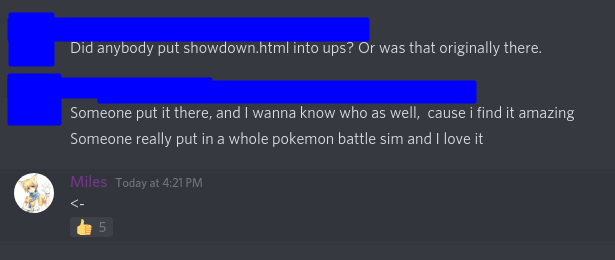 Did anybody put showdown.html into ups? Or was that originally there.
Someone put it there, and I wanna know who as well,  cause i find it amazing
Someone really put in a whole pokemon battle sim and I love it
Miles Today at 4:21 PM
<-
👍 5